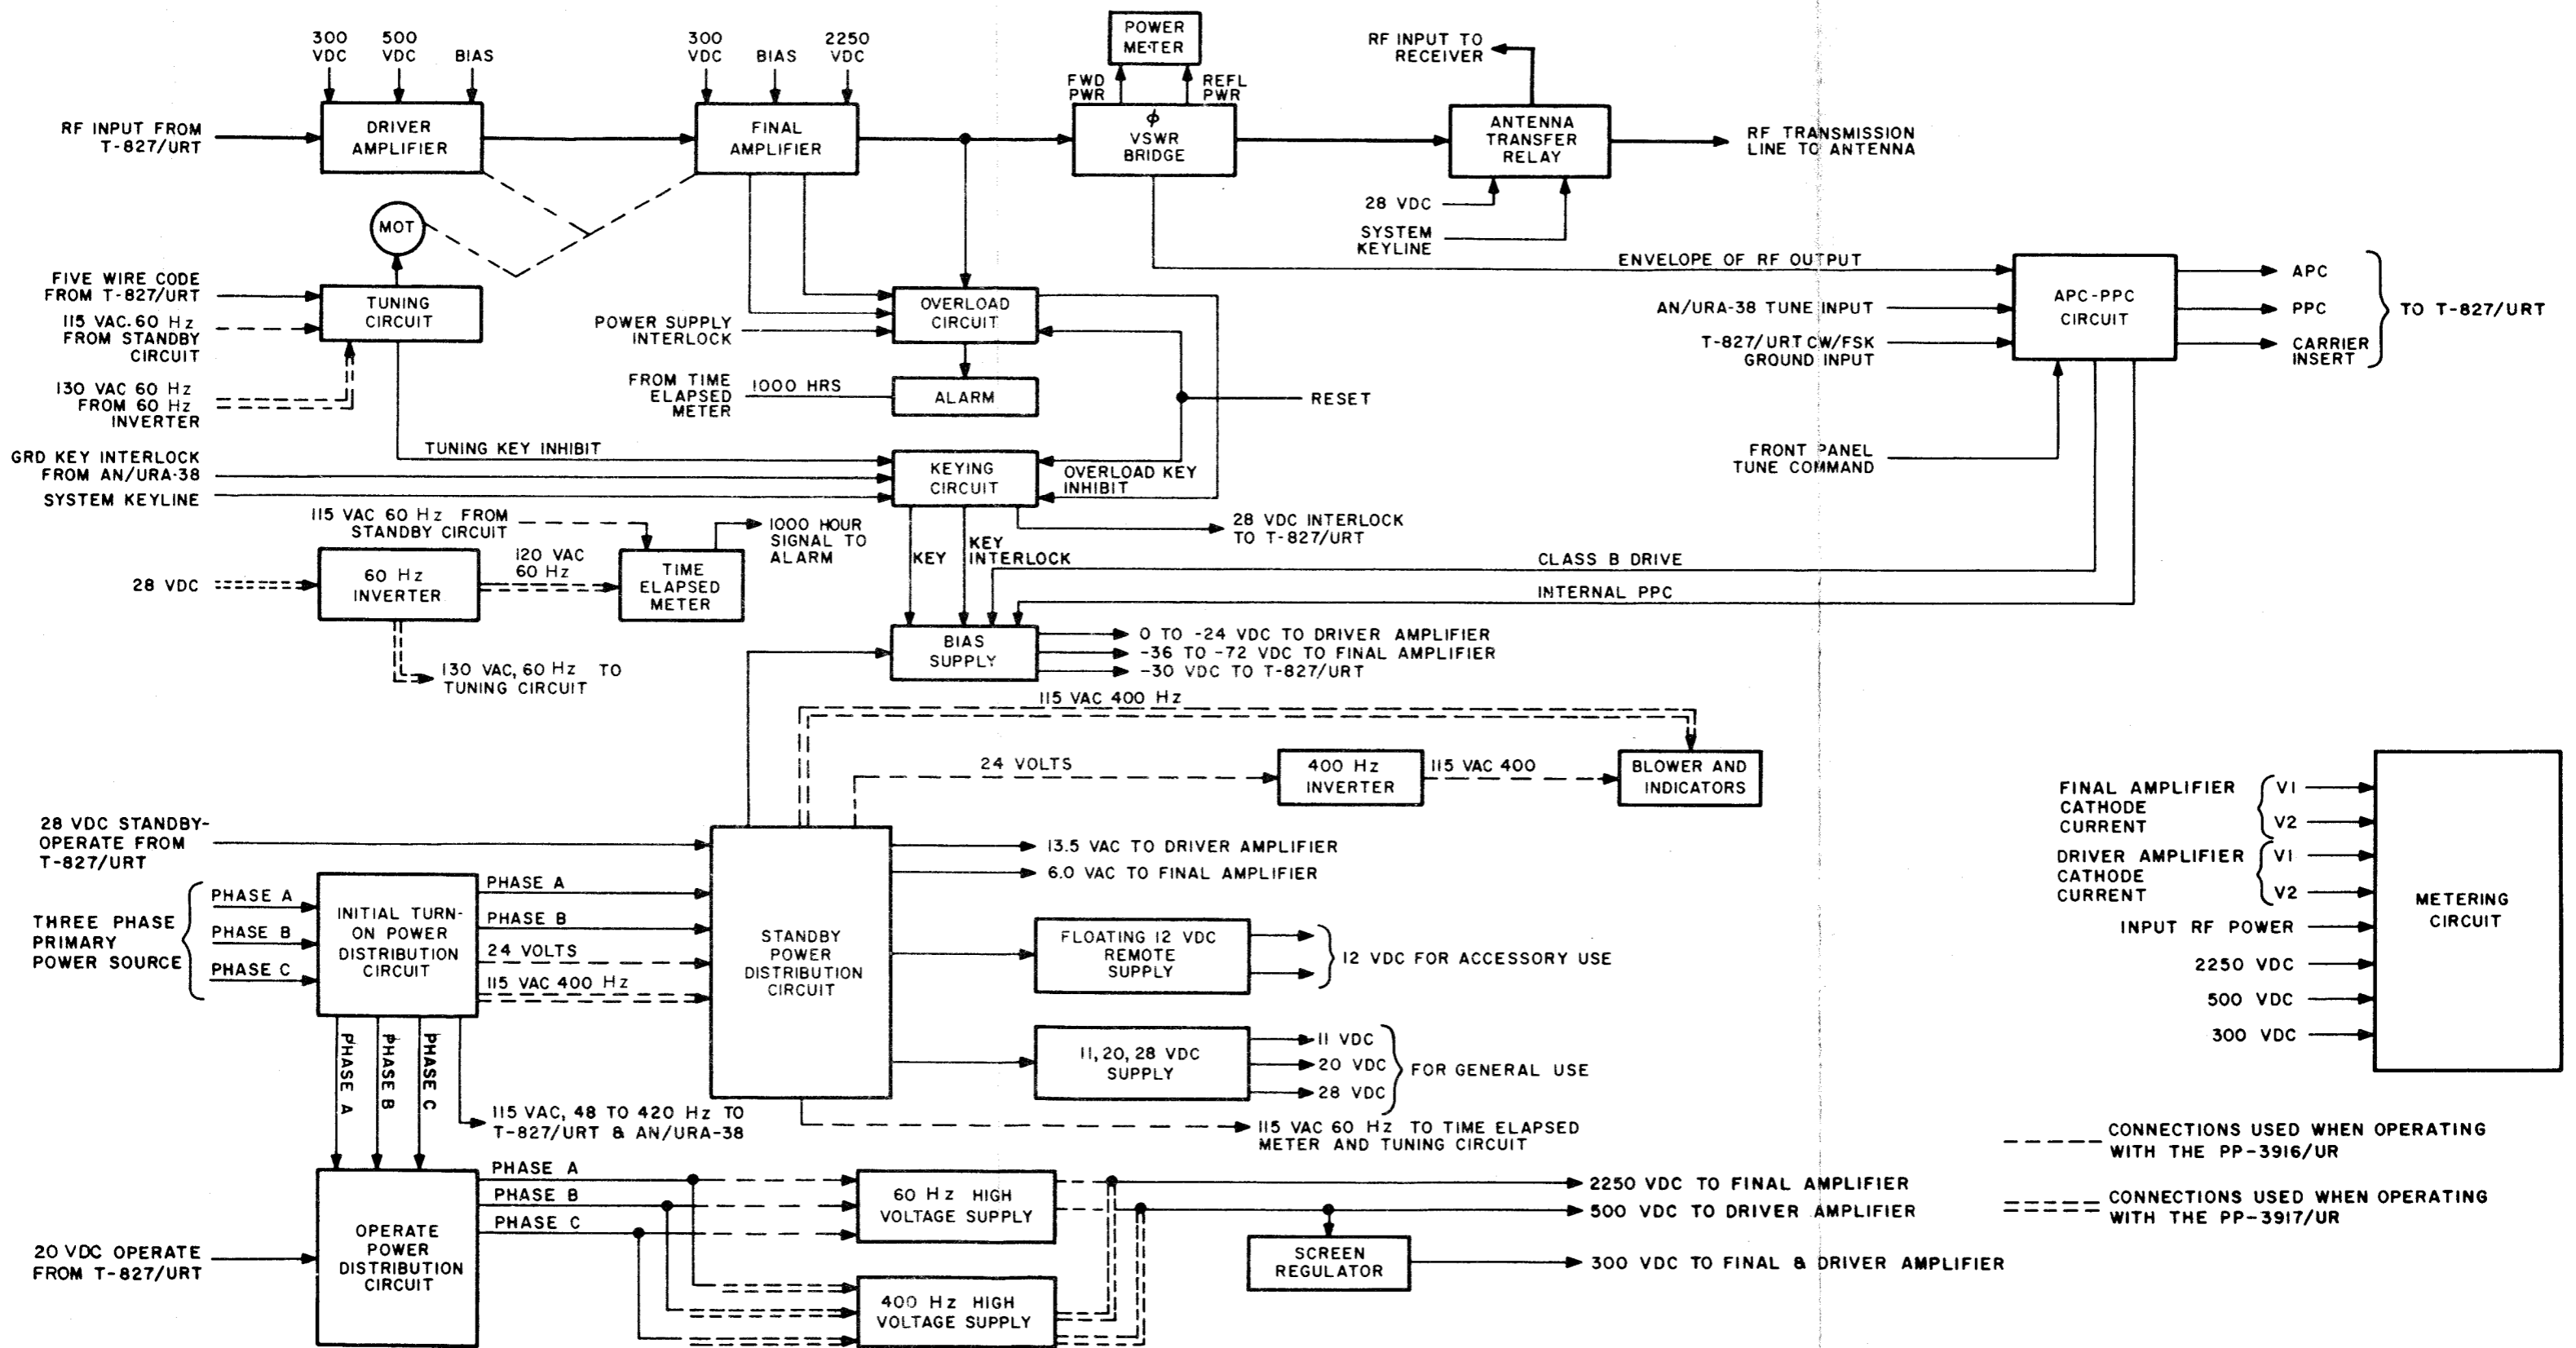 300
VDC
500
VDC
BIAS
300
VDC
BIAS
2250
VDC
POWER
METER
FWD
PWR
REFL
PWR
RF INPUT TO
RECEIVER
RF INPUT FROM
T-827/URT
DRIVER
AMPLIFIER
FINAL
AMPLIFIER
ϕ
VSWR
BRIDGE
ANTENNA
TRANSFER
RELAY
RF TRANSMISSION
LINE TO ANTENNA
28 VDC
SYSTEM
KEYLINE
MOT
FIVE WIRE CODE
FROM T-827/URT
115 VAC.60 Hz
FROM STANDBY
CIRCUIT
130 VAC 60 Hz
FROM 60 Hz
INVERTER
TUNING
CIRCUIT
POWER SUPPLY
INTERLOCK
OVERLOAD
CIRCUIT
FROM TIME
ELAPSED
METER
1000 HRS
ALARM
RESET
ENVELOPE OF RF OUTPUT
AN/URA-38 TUNE INPUT
T-827/URT CW/FSK
GROUND INPUT
APC-PPC
CIRCUIT
APC
PPC
CARRIER
INSERT
TO T-827/URT
FRONT PANEL
TUNE COMMAND
TUNING KEY INHIBIT
GRD KEY INTERLOCK
FROM AN/URA-38
SYSTEM KEYLINE
KEYING
CIRCUIT
OVERLOAD KEY
INHIBIT
28 VDC INTERLOCK
TO T-827/URT
115 VAC 60 Hz FROM
STANDBY CIRCUIT
1000 HOUR
SIGNAL TO
ALARM
28 VDC
60 Hz
INVERTER
120 VAC
60 Hz
TIME
ELAPSED
METER
KEY
KEY
INTERLOCK
CLASS B DRIVE
INTERNAL PPC
130 VAC, 60 Hz TO
TUNING CIRCUIT
BIAS
SUPPLY
0 TO -24 VDC TO DRIVER AMPLIFIER
-36 TO -72 VDC TO FINAL AMPLIFIER
-30 VDC TO T-827/URT
115 VAC 400 Hz
24 VOLTS
400 Hz
INVERTER
115 VAC 400
BLOWER AND
INDICATORS
28 VDC STANDBY-
OPERATE FROM
T-827/URT
THREE PHASE
PRIMARY
POWER SOURCE
PHASE A
PHASE B
PHASE C
INITIAL TURN-
ON POWER
DISTRIBUTION
CIRCUIT
PHASE A
PHASE B
24 VOLTS
115 VAC 400 Hz
STANDBY
POWER
DISTRIBUTION
CIRCUIT
13.5 VAC TO DRIVER AMPLIFIER
6.0 VAC TO FINAL AMPLIFIER
FLOATING 12 VDC
REMOTE
SUPPLY
12 VDC FOR ACCESSORY USE
11, 20, 28 VDC
SUPPLY
11 VDC
20 VDC
28 VDC
FOR GENERAL USE
115 VAC 60 Hz TO TIME ELAPSED
METER AND TUNING CIRCUIT
FINAL AMPLIFIER
CATHODE
CURRENT
V1
V2
DRIVER AMPLIFIER
CATHODE
CURRENT
V1
V2
INPUT RF POWER
2250 VDC
500 VDC
300 VDC
METERING
CIRCUIT
PHASE A
PHASE B
PHASE C
115 VAC, 48 TO 420 Hz TO
T-827/URT & AN/URA-38
20 VDC OPERATE
FROM T-827/URT
OPERATE
POWER
DISTRIBUTION
CIRCUIT
PHASE A
PHASE B
PHASE C
60 Hz HIGH
VOLTAGE SUPPLY
400 Hz HIGH
VOLTAGE SUPPLY
2250 VDC TO FINAL AMPLIFIER
500 VDC TO DRIVER AMPLIFIER
SCREEN
REGULATOR
300 VDC TO FINAL & DRIVER AMPLIFIER
CONNECTIONS USED WHEN OPERATING
WITH THE PP-3916/UR
CONNECTIONS USED WHEN OPERATING
WITH THE PP-3917/UR